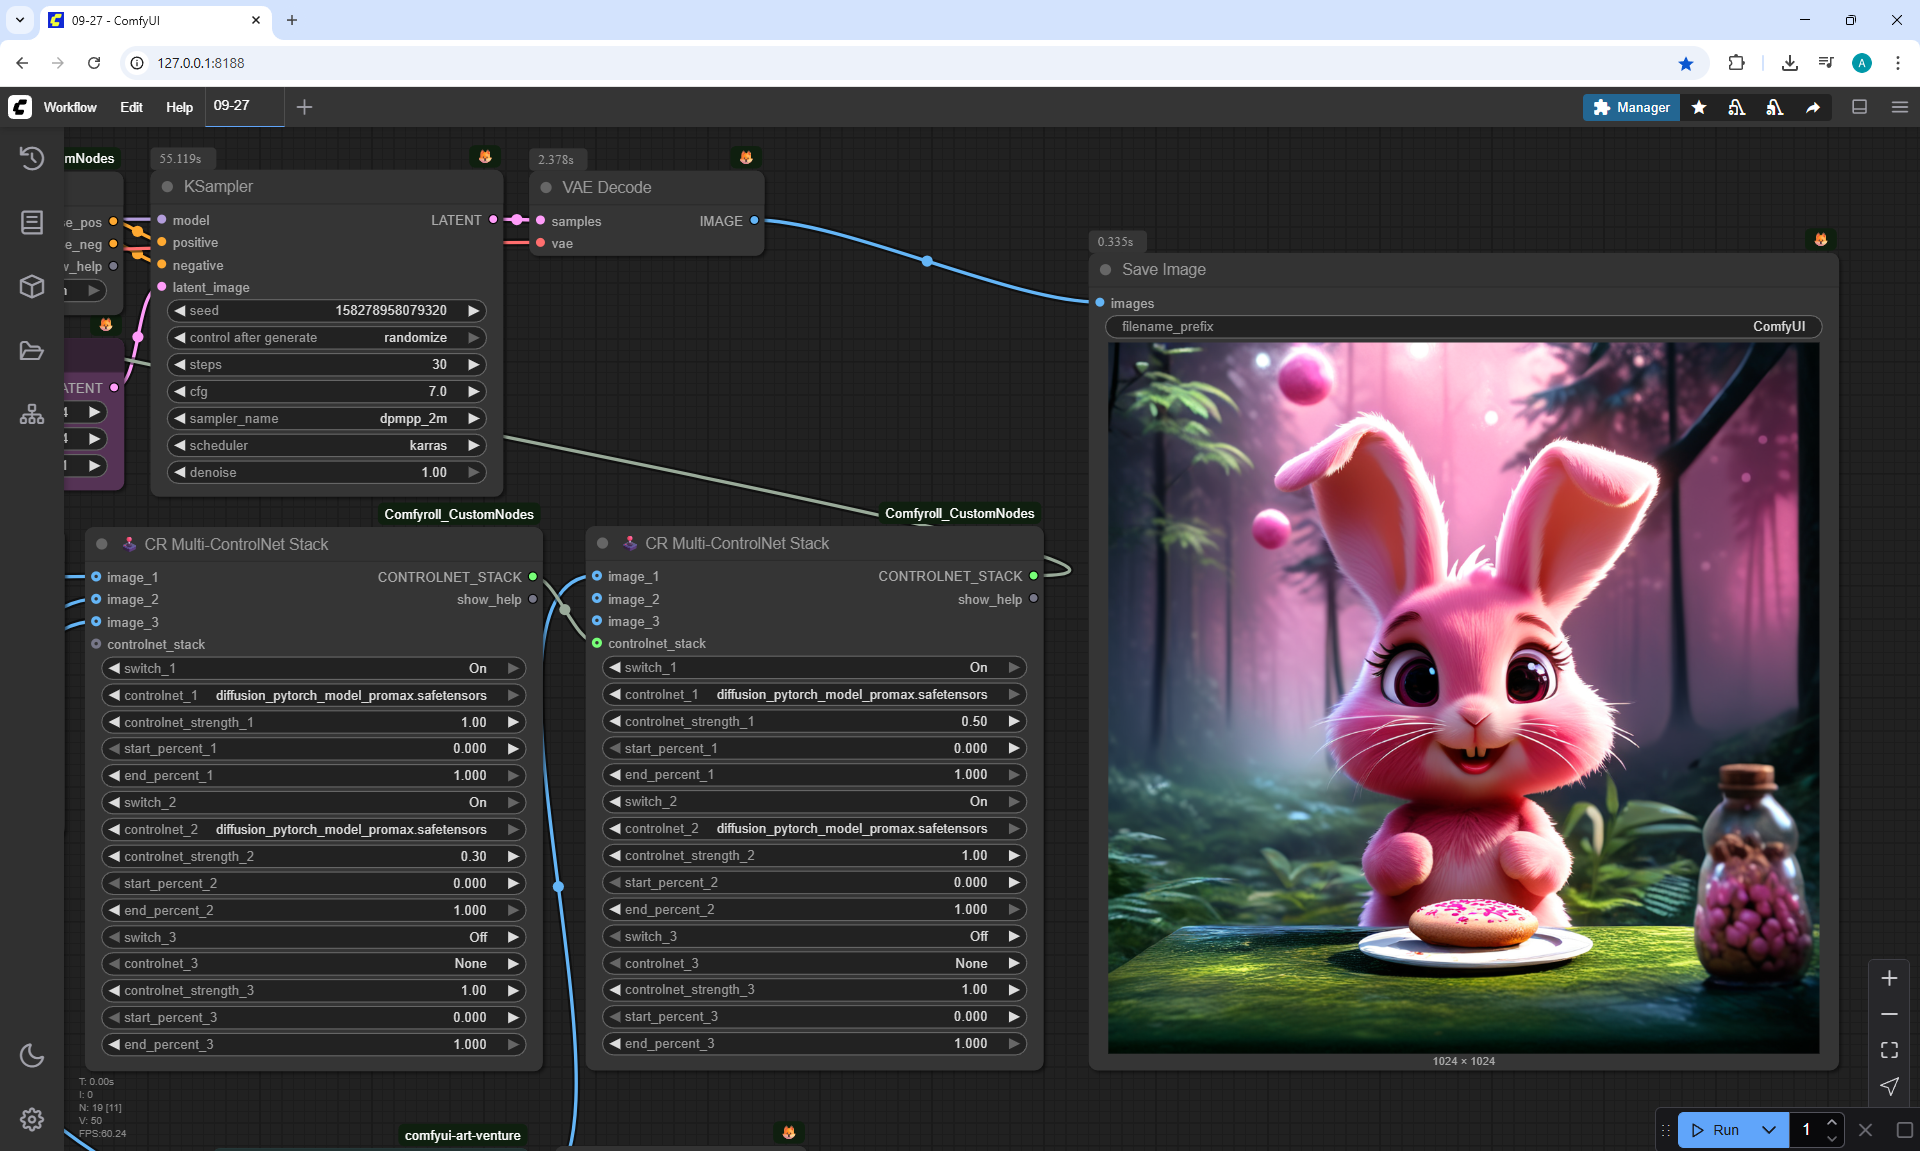 09-27 - ComfyUI
127.0.0.1:8188
Workflow Edit Help 09-27
Manager
mNodes
55.119s
2.378s
KSampler
VAE Decode
e_pos
model
LATENT
samples
IMAGE
e_neg
positive
vae
_help
negative
latent_image
seed 158278958079320
control after generate randomize
steps 30
ATENT
cfg 7.0
sampler_name dpmpp_2m
scheduler karras
denoise 1.00
0.335s
Save Image
images
filename_prefix ComfyUI
1024 × 1024
Comfyroll_CustomNodes
CR Multi-ControlNet Stack
image_1 CONTROLNET_STACK
image_2 show_help
image_3
controlnet_stack
switch_1 On
controlnet_1 diffusion_pytorch_model_promax.safetensors
controlnet_strength_1 1.00
start_percent_1 0.000
end_percent_1 1.000
switch_2 On
controlnet_2 diffusion_pytorch_model_promax.safetensors
controlnet_strength_2 0.30
start_percent_2 0.000
end_percent_2 1.000
switch_3 Off
controlnet_3 None
controlnet_strength_3 1.00
start_percent_3 0.000
end_percent_3 1.000
Comfyroll_CustomNodes
CR Multi-ControlNet Stack
image_1 CONTROLNET_STACK
image_2 show_help
image_3
controlnet_stack
switch_1 On
controlnet_1 diffusion_pytorch_model_promax.safetensors
controlnet_strength_1 0.50
start_percent_1 0.000
end_percent_1 1.000
switch_2 On
controlnet_2 diffusion_pytorch_model_promax.safetensors
controlnet_strength_2 1.00
start_percent_2 0.000
end_percent_2 1.000
switch_3 Off
controlnet_3 None
controlnet_strength_3 1.00
start_percent_3 0.000
end_percent_3 1.000
T: 0.00s
I: 0
N: 19 [11]
V: 50
FPS:60.24
comfyui-art-venture
Run 1